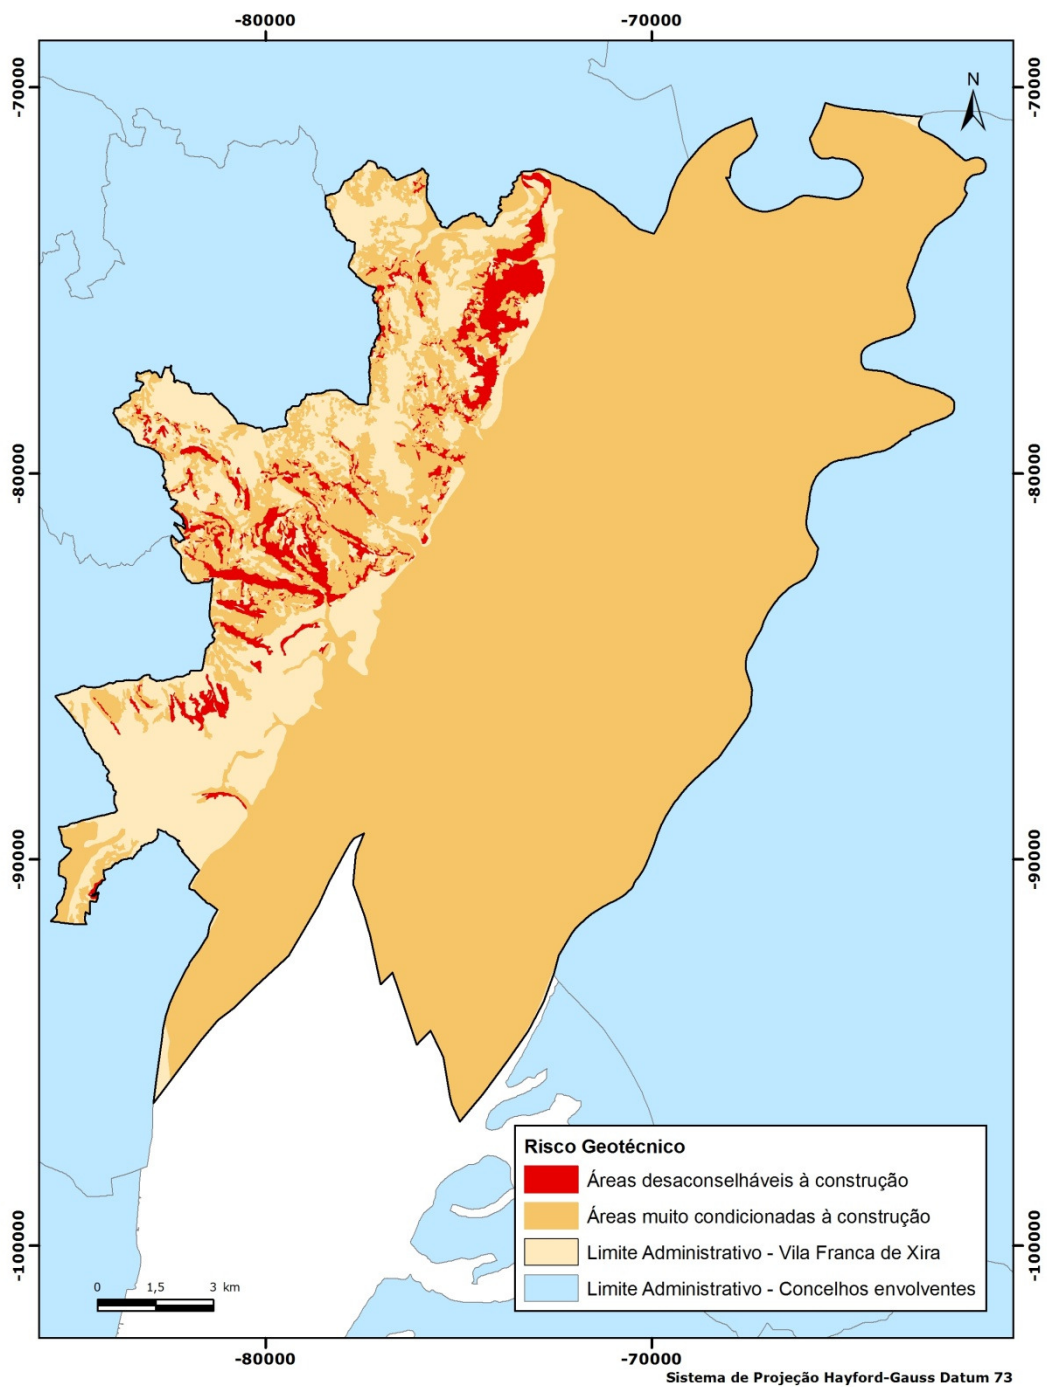 -80000
-70000
-70000
-70000
N
-80000
-80000
-90000
-90000
-100000
-100000
Risco Geotécnico
Áreas desaconselháveis à construção
Áreas muito condicionadas à construção
Limite Administrativo - Vila Franca de Xira
Limite Administrativo - Concelhos envolventes
0 1,5 3 km
-80000
-70000
Sistema de Projeção Hayford-Gauss Datum 73